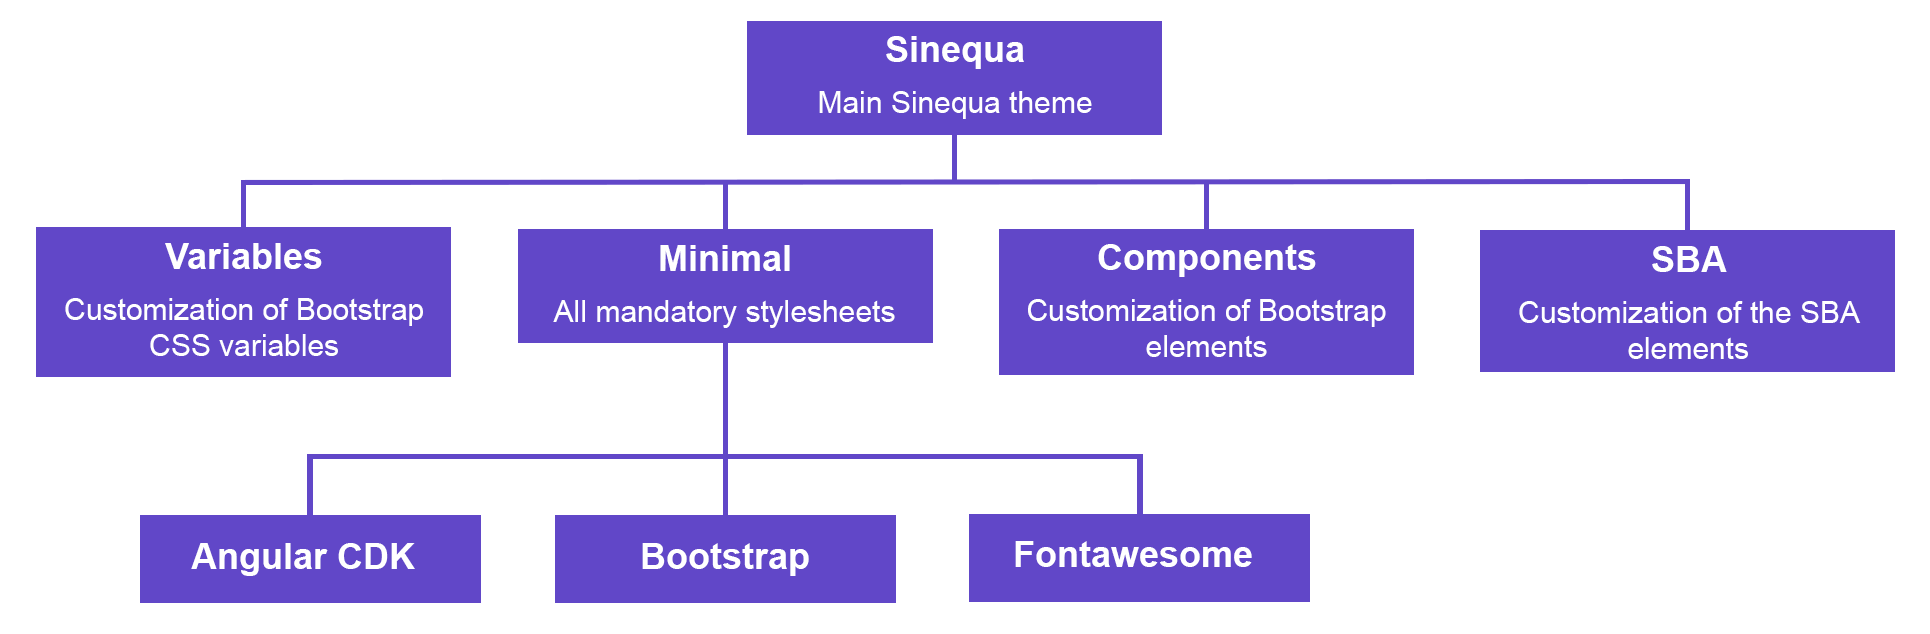 Sinequa
Main Sinequa theme
Variables
Customization of Bootstrap
CSS variables
Minimal
All mandatory stylesheets
Components
Customization of Bootstrap
elements
SBA
Customization of the SBA
elements
Angular CDK
Bootstrap
Fontawesome